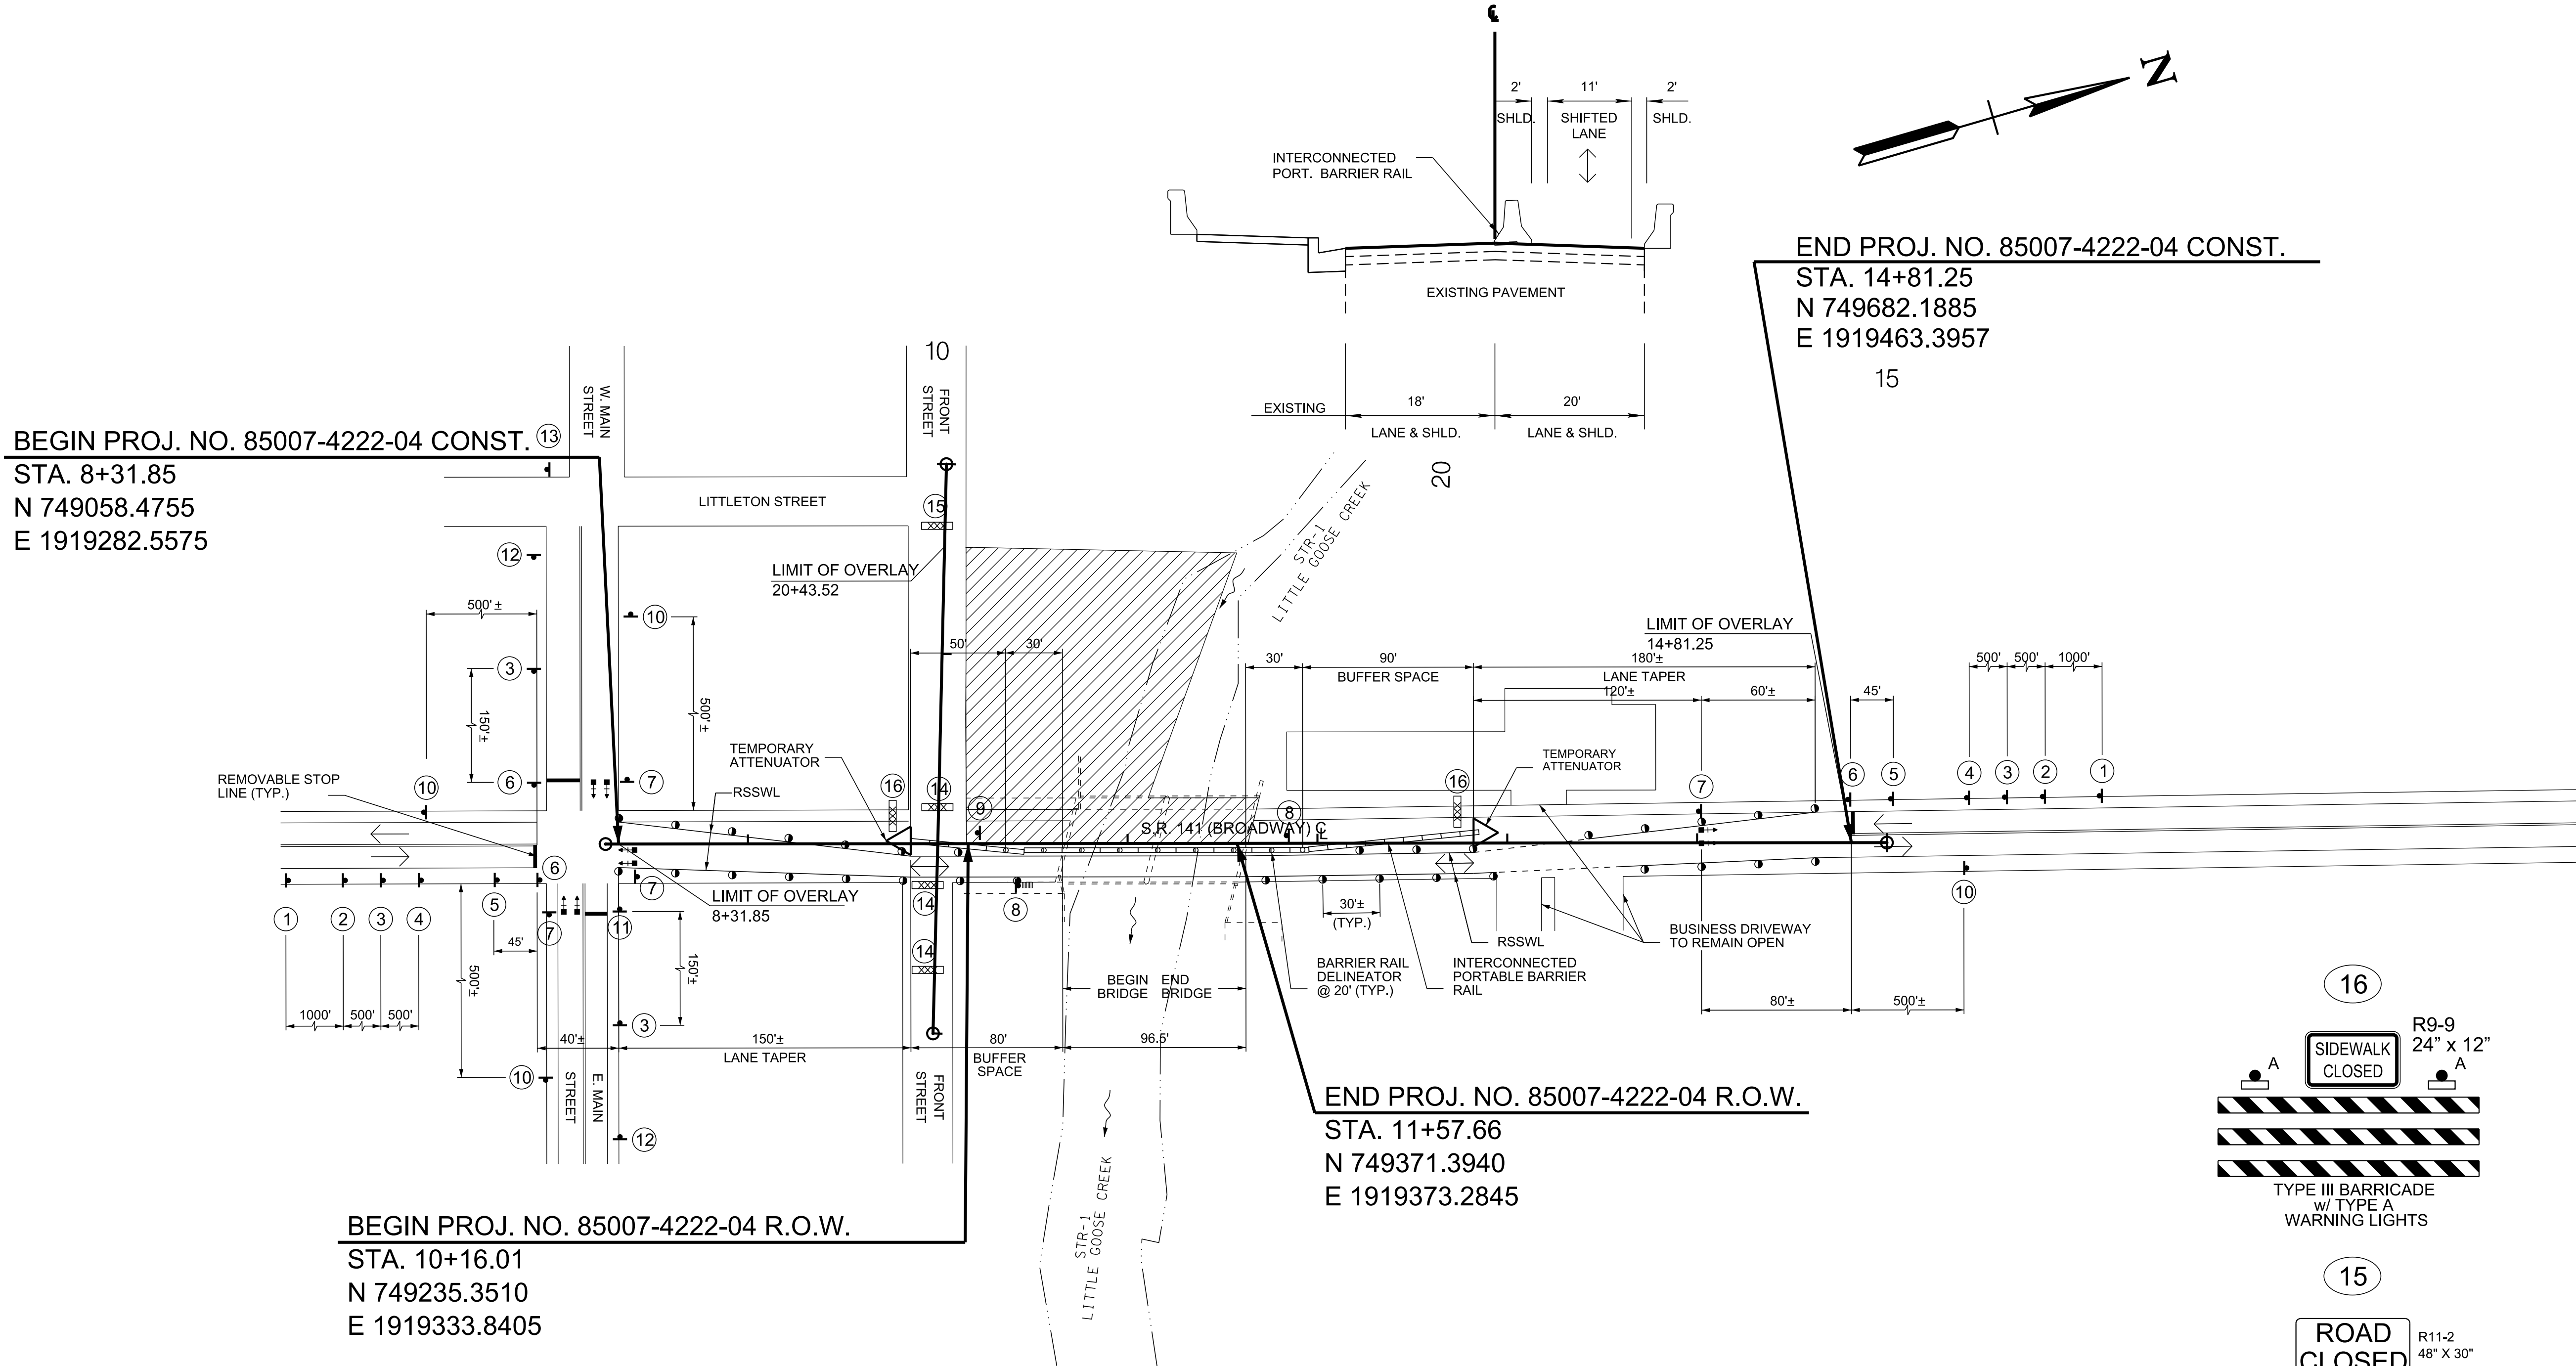 ℄
N
2'
11'
2'
SHLD.
SHIFTED
LANE
SHLD.
INTERCONNECTED
PORT. BARRIER RAIL
EXISTING PAVEMENT
EXISTING
18'
20'
LANE & SHLD.
LANE & SHLD.
END PROJ. NO. 85007-4222-04 CONST.
STA. 14+81.25
N 749682.1885
E 1919463.3957
15
10
20
BEGIN PROJ. NO. 85007-4222-04 CONST.
STA. 8+31.85
N 749058.4755
E 1919282.5575
13
W. MAIN
STREET
FRONT
STREET
LITTLETON STREET
15
12
LIMIT OF OVERLAY
20+43.52
STR-1
LITTLE GOOSE CREEK
500'±
10
3
150'±
500'±
50'
30'
30'
90'
BUFFER SPACE
180'±
LANE TAPER
120'±
60'±
LIMIT OF OVERLAY
14+81.25
45'
500'
500'
1000'
TEMPORARY
ATTENUATOR
TEMPORARY
ATTENUATOR
REMOVABLE STOP
LINE (TYP.)
10
6
7
RSSWL
16
14
9
8
16
7
6
5
4
3
2
1
S.R. 141 (BROADWAY) ℄
6
7
LIMIT OF OVERLAY
8+31.85
1
2
3
4
5
7
11
14
8
10
45'
500'±
150'±
14
30'±
(TYP.)
RSSWL
BUSINESS DRIVEWAY
TO REMAIN OPEN
BARRIER RAIL
DELINEATOR
@ 20' (TYP.)
INTERCONNECTED
PORTABLE BARRIER
RAIL
BEGIN
BRIDGE
END
BRIDGE
1000'
500'
500'
3
40'±
150'±
LANE TAPER
80'
BUFFER
SPACE
96.5'
80'±
500'±
10
STREET
E. MAIN
12
FRONT
STREET
STR-1
LITTLE GOOSE CREEK
END PROJ. NO. 85007-4222-04 R.O.W.
STA. 11+57.66
N 749371.3940
E 1919373.2845
BEGIN PROJ. NO. 85007-4222-04 R.O.W.
STA. 10+16.01
N 749235.3510
E 1919333.8405
16
R9-9
24" x 12"
SIDEWALK
CLOSED
A
A
TYPE III BARRICADE
w/ TYPE A
WARNING LIGHTS
15
ROAD
CLOSED
R11-2
48" X 30"